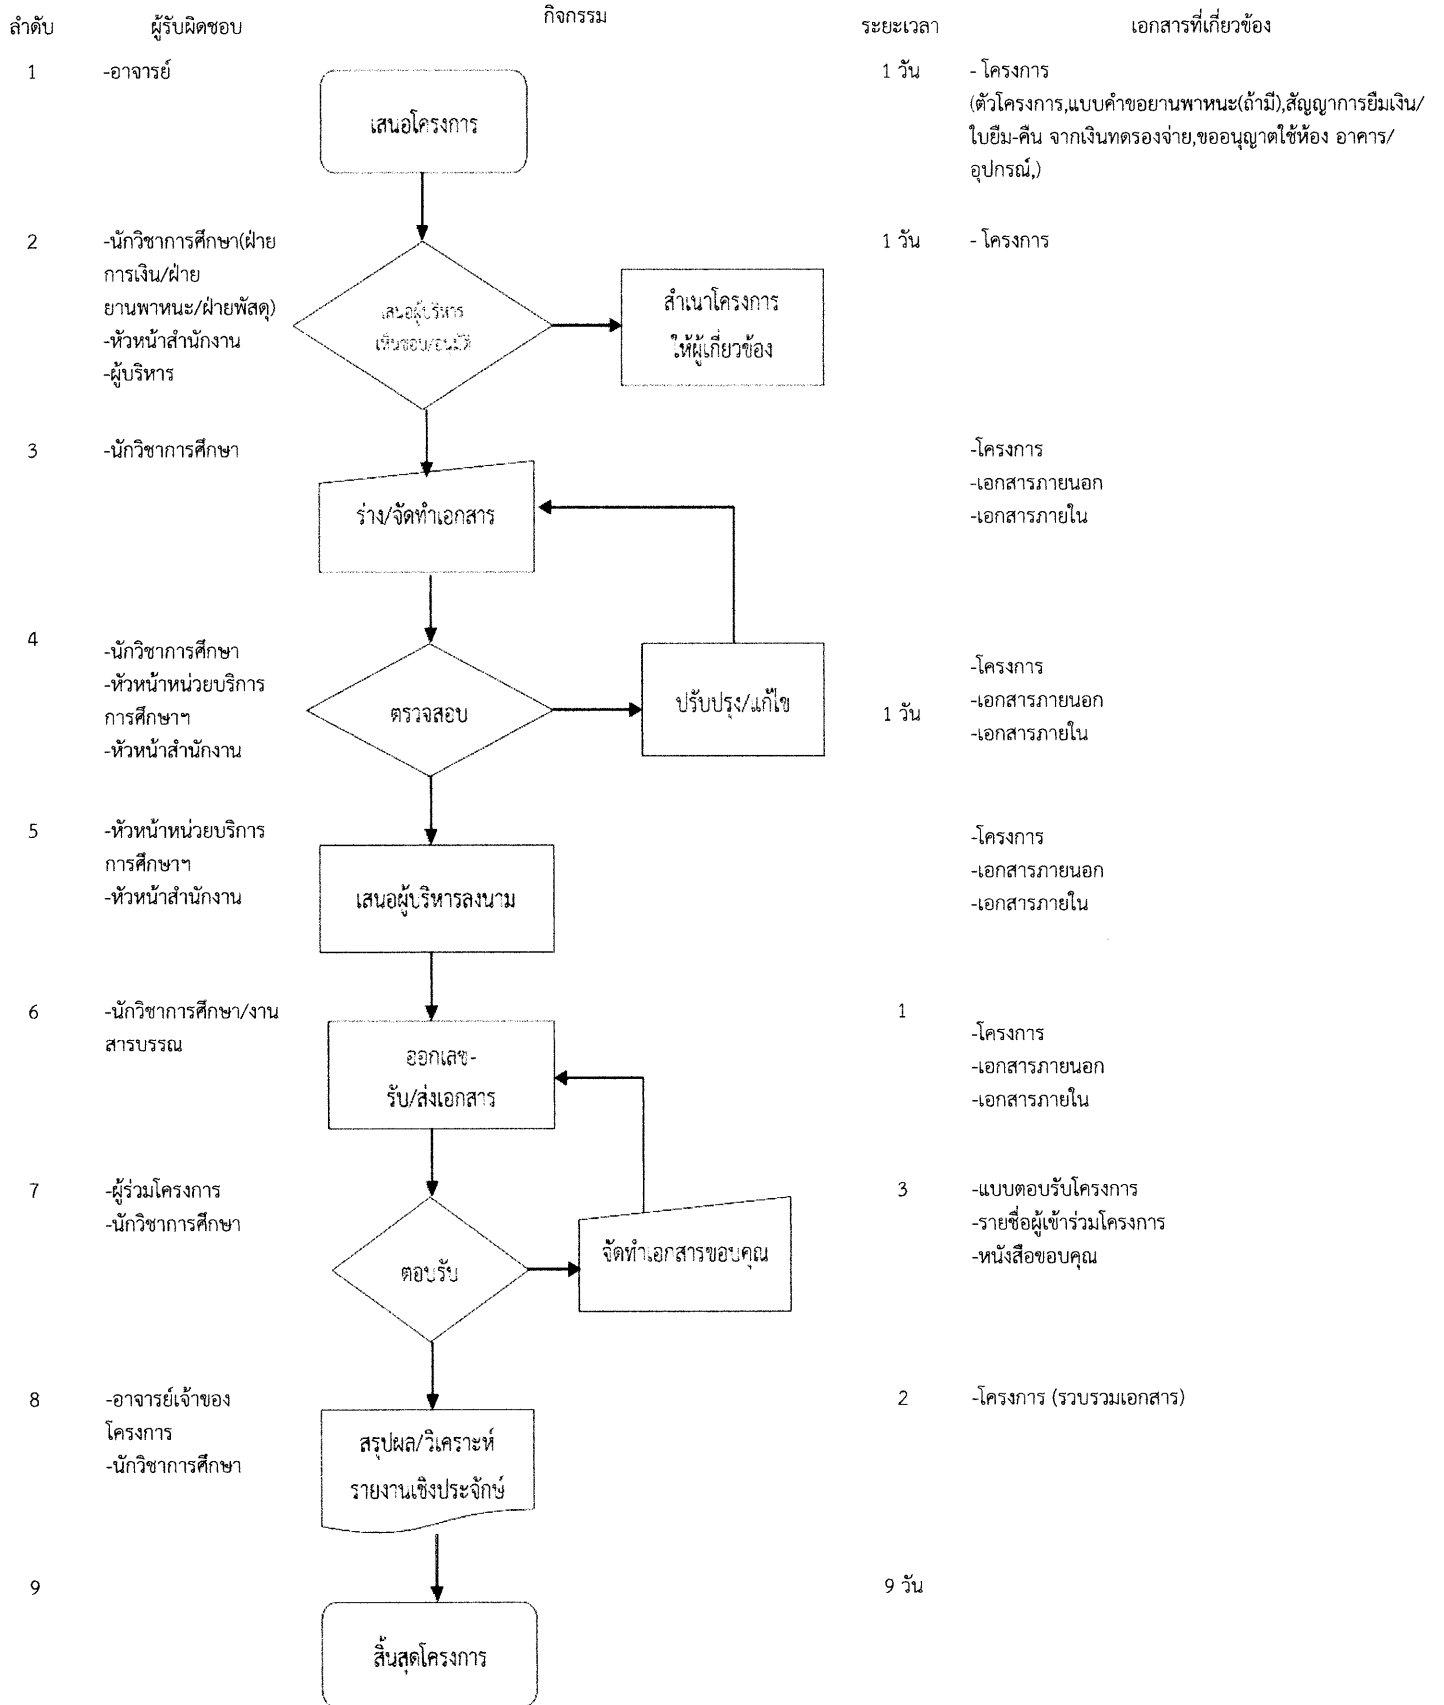 ลำดับ
ผู้รับผิดชอบ
กิจกรรม
ระยะเวลา
เอกสารที่เกี่ยวข้อง
1
-อาจารย์
เสนอโครงการ
1 วัน
- โครงการ
(ตัวโครงการ,แบบคำขอยานพาหนะ(ถ้ามี),สัญญาการยืมเงิน/
ใบยืม-คืน จากเงินทดรองจ่าย,ขออนุญาตใช้ห้อง อาคาร/
อุปกรณ์,)
2
-นักวิชาการศึกษา(ฝ่าย
การเงิน/ฝ่าย
ยานพาหนะ/ฝ่ายพัสดุ)
-หัวหน้าสำนักงาน
-ผู้บริหาร
เสนอผู้บริหาร
เห็นชอบ/อนุมัติ
สำเนาโครงการ
ให้ผู้เกี่ยวข้อง
1 วัน
- โครงการ
3
-นักวิชาการศึกษา
ร่าง/จัดทำเอกสาร
-โครงการ
-เอกสารภายนอก
-เอกสารภายใน
4
-นักวิชาการศึกษา
-หัวหน้าหน่วยบริการ
การศึกษาฯ
-หัวหน้าสำนักงาน
ตรวจสอบ
ปรับปรุง/แก้ไข
1 วัน
-โครงการ
-เอกสารภายนอก
-เอกสารภายใน
5
-หัวหน้าหน่วยบริการ
การศึกษาฯ
-หัวหน้าสำนักงาน
เสนอผู้บริหารลงนาม
-โครงการ
-เอกสารภายนอก
-เอกสารภายใน
6
-นักวิชาการศึกษา/งาน
สารบรรณ
ออกเลข-
รับ/ส่งเอกสาร
1
-โครงการ
-เอกสารภายนอก
-เอกสารภายใน
7
-ผู้ร่วมโครงการ
-นักวิชาการศึกษา
ตอบรับ
จัดทำเอกสารขอบคุณ
3
-แบบตอบรับโครงการ
-รายชื่อผู้เข้าร่วมโครงการ
-หนังสือขอบคุณ
8
-อาจารย์เจ้าของ
โครงการ
-นักวิชาการศึกษา
สรุปผล/วิเคราะห์
รายงานเชิงประจักษ์
2
-โครงการ (รวบรวมเอกสาร)
9
สิ้นสุดโครงการ
9 วัน